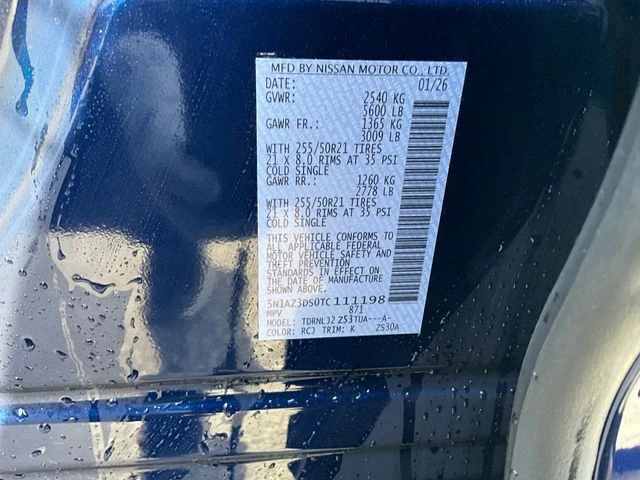 MFD BY NISSAN MOTOR CO., LTD.
DATE: 01/26
GVWR: 2540 KG
5600 LB
GAWR FR.: 1365 KG
3009 LB
WITH 255/50R21 TIRES
21 X 8.0 RIMS AT 35 PSI
COLD SINGLE
GAWR RR.: 1260 KG
2778 LB
WITH 255/50R21 TIRES
21 X 8.0 RIMS AT 35 PSI
COLD SINGLE
THIS VEHICLE CONFORMS TO
ALL APPLICABLE FEDERAL
MOTOR VEHICLE SAFETY AND
THEFT PREVENTION
STANDARDS IN EFFECT ON
THE DATE OF MANUFACTURE
SHOWN ABOVE.
5N1AZ3DS0TC111198
MPV 871
MODEL: TDRNLJ2 Z53TUA---A-
COLOR: RCJ TRIM: K ZS30A